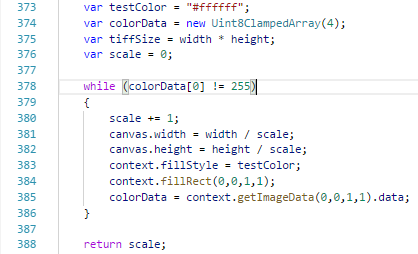 373 var testColor = "#ffffff";
374 var colorData = new Uint8ClampedArray(4);
375 var tiffSize = width * height;
376 var scale = 0;
377
378 while (colorData[0] != 255)
379 {
380 scale += 1;
381 canvas.width = width / scale;
382 canvas.height = height / scale;
383 context.fillStyle = testColor;
384 context.fillRect(0,0,1,1);
385 colorData = context.getImageData(0,0,1,1).data;
386 }
387
388 return scale;